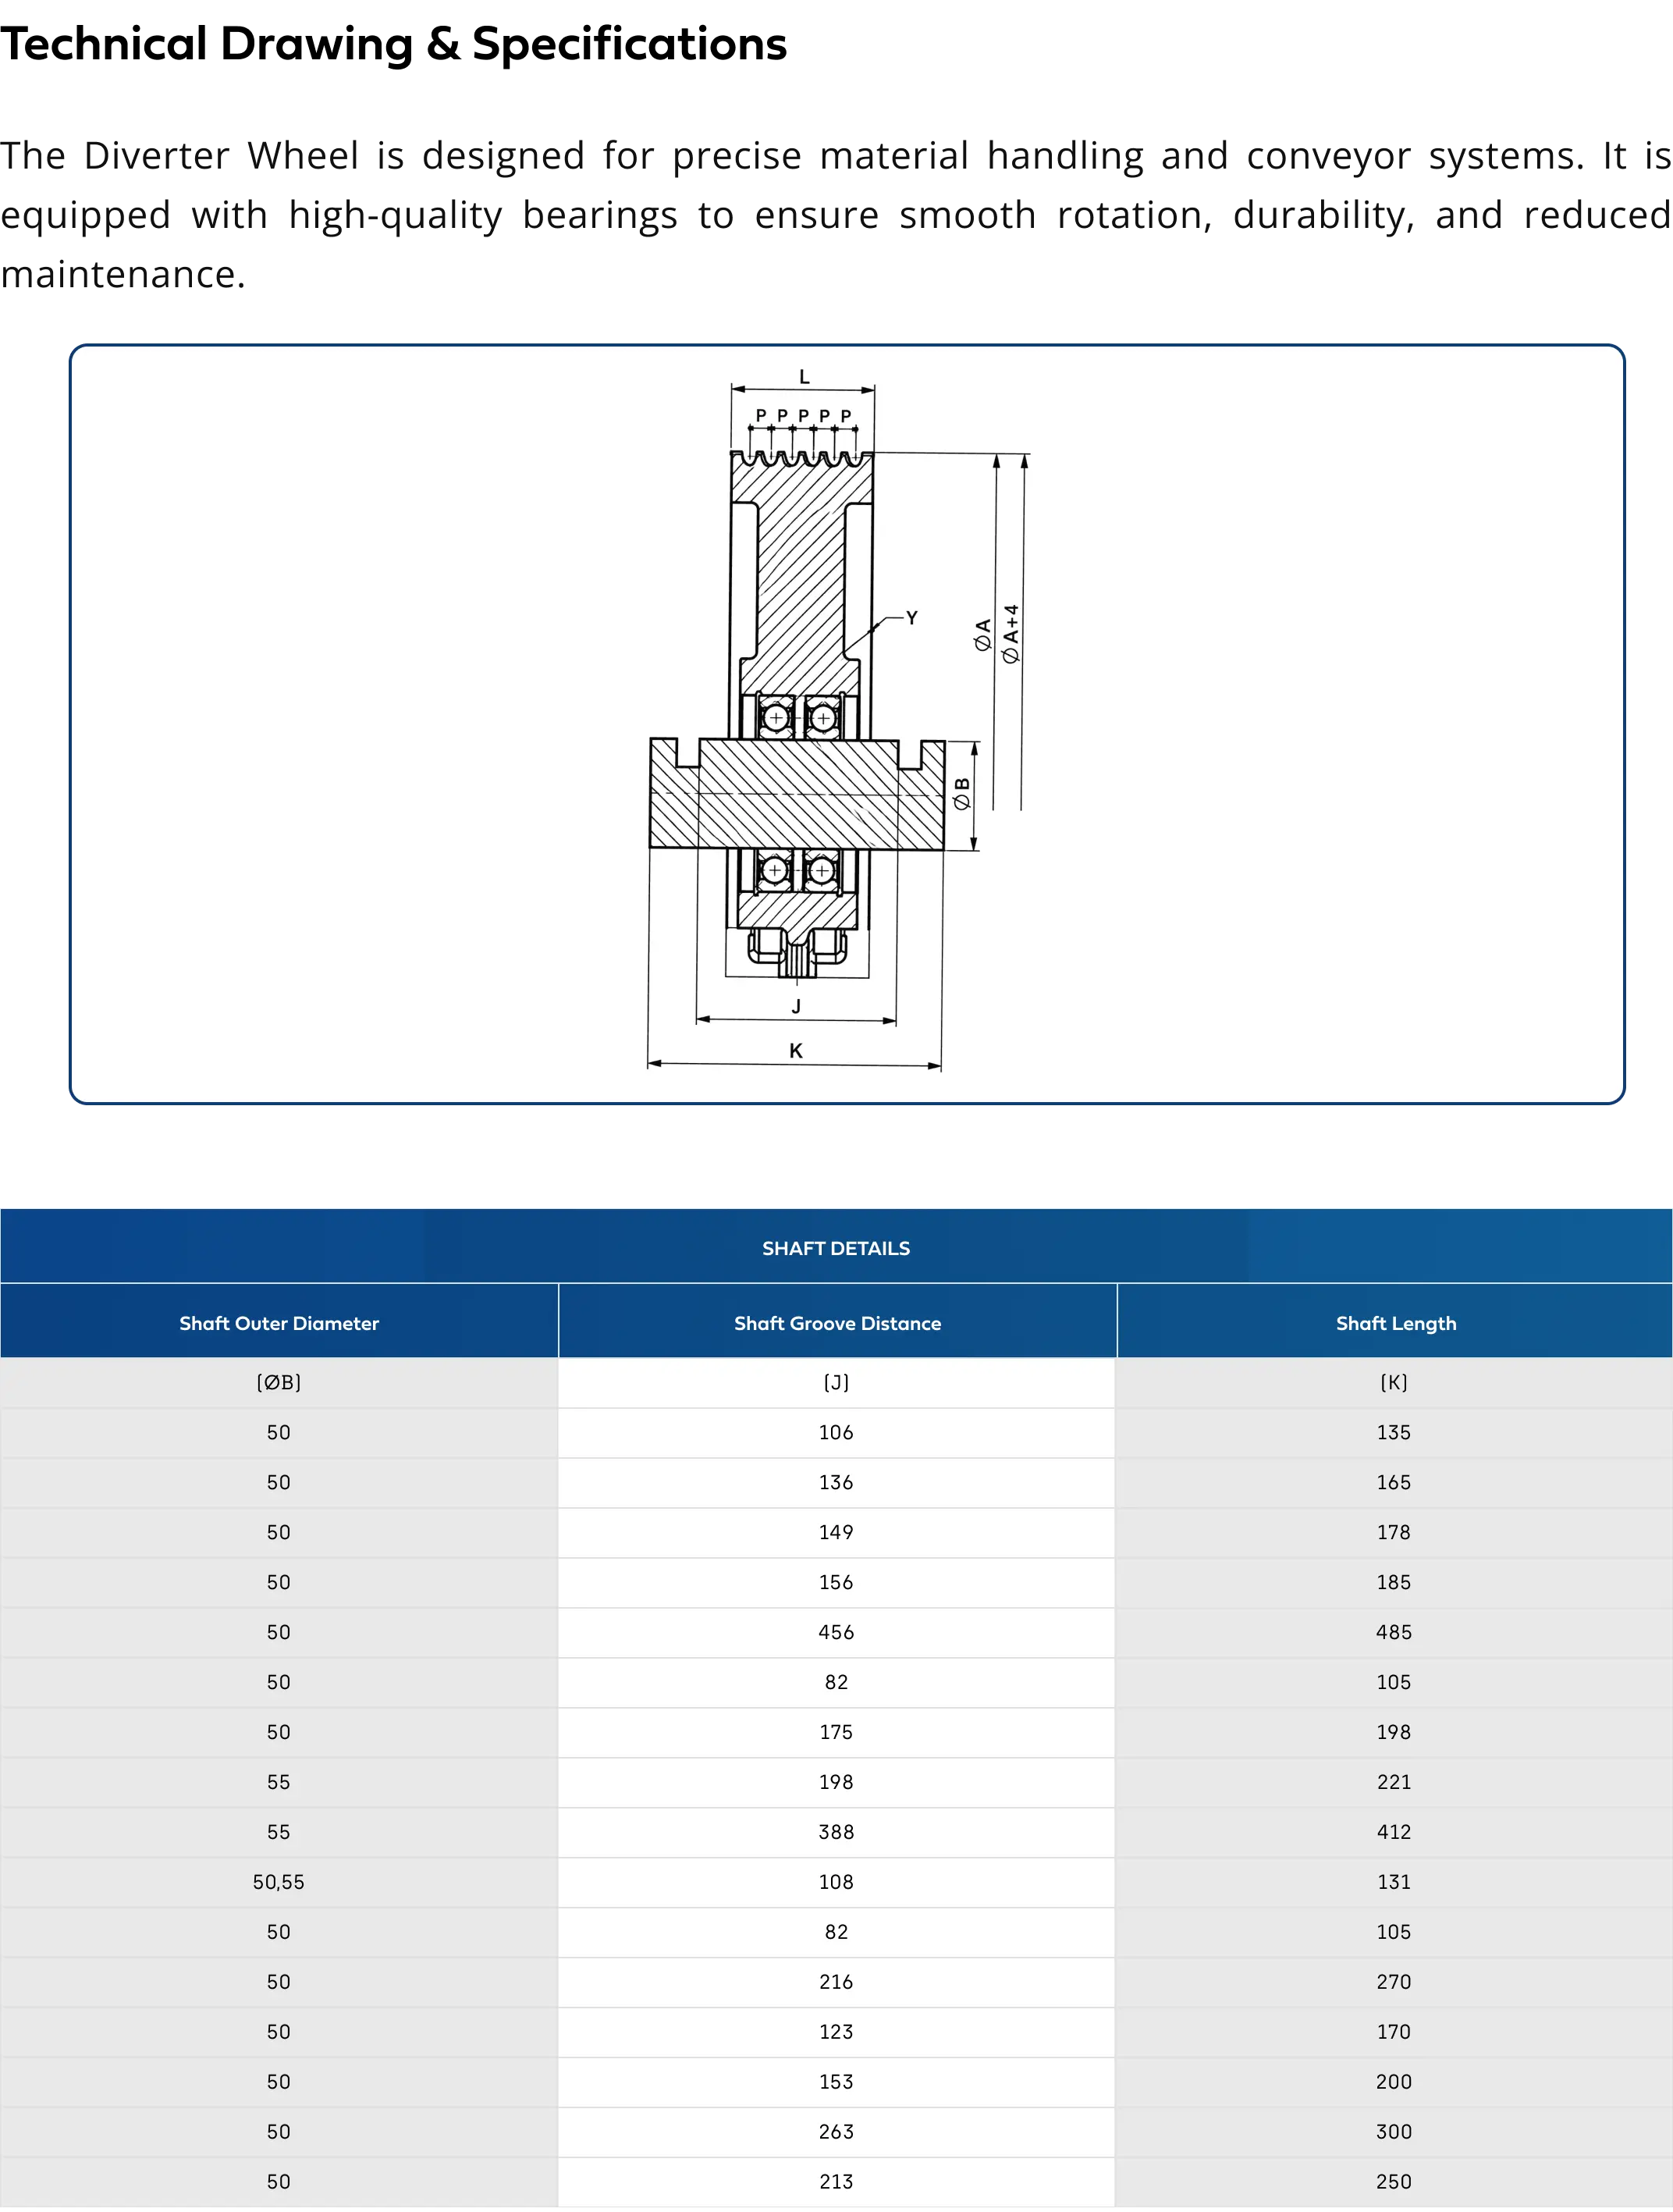 Technical Drawing & Specifications
The Diverter Wheel is designed for precise material handling and conveyor systems. It is
equipped with high-quality bearings to ensure smooth rotation, durability, and reduced
maintenance.
L
P P P P P
Y
ØA
ØA+4
ØB
J
K
SHAFT DETAILS
Shaft Outer Diameter Shaft Groove Distance Shaft Length
(ØB) (J) (K)
50 106 135
50 136 165
50 149 178
50 156 185
50 456 485
50 82 105
50 175 198
55 198 221
55 388 412
50,55 108 131
50 82 105
50 216 270
50 123 170
50 153 200
50 263 300
50 213 250